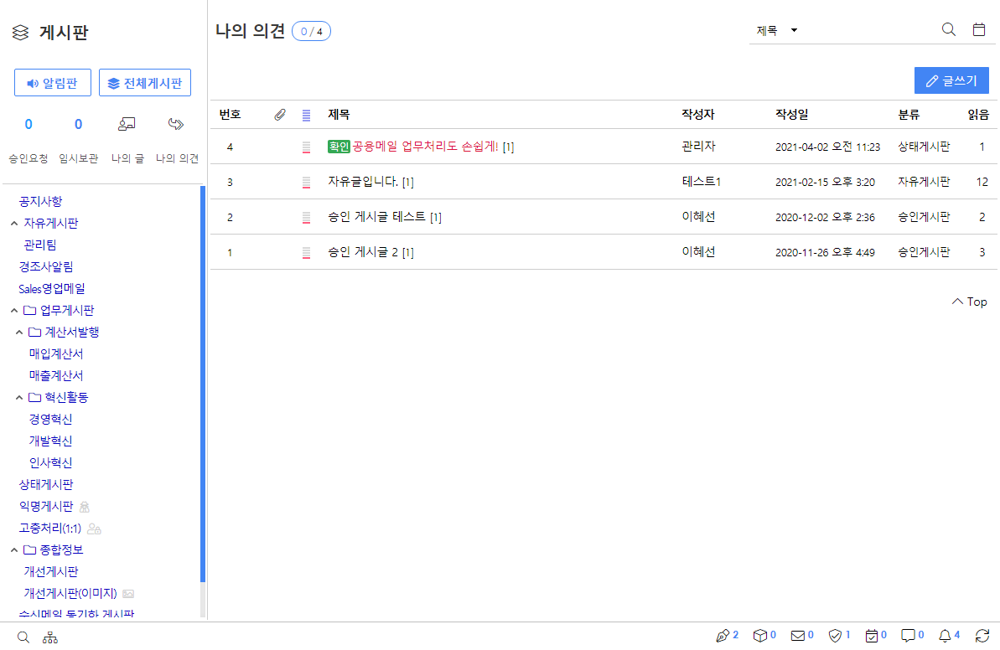 게시판
알림판 전체게시판
0 0
승인요청 임시보관 나의 글 나의 의견
공지사항
자유게시판
관리팀
경조사알림
Sales영업메일
업무게시판
계산서발행
매입계산서
매출계산서
혁신활동
경영혁신
개발혁신
인사혁신
상태게시판
익명게시판
고충처리(1:1)
종합정보
개선게시판
개선게시판(이미지)
수신메일 동기화 게시판
나의 의견 0 / 4
제목
글쓰기
번호 제목 작성자 작성일 분류 읽음
4 확인 공용메일 업무처리도 손쉽게! [1] 관리자 2021-04-02 오전 11:23 상태게시판 1
3 자유글입니다. [1] 테스트1 2021-02-15 오후 3:20 자유게시판 12
2 승인 게시글 테스트 [1] 이혜선 2020-12-02 오후 2:36 승인게시판 2
1 승인 게시글 2 [1] 이혜선 2020-11-26 오후 4:49 승인게시판 3
Top
2 0 0 1 0 0 4